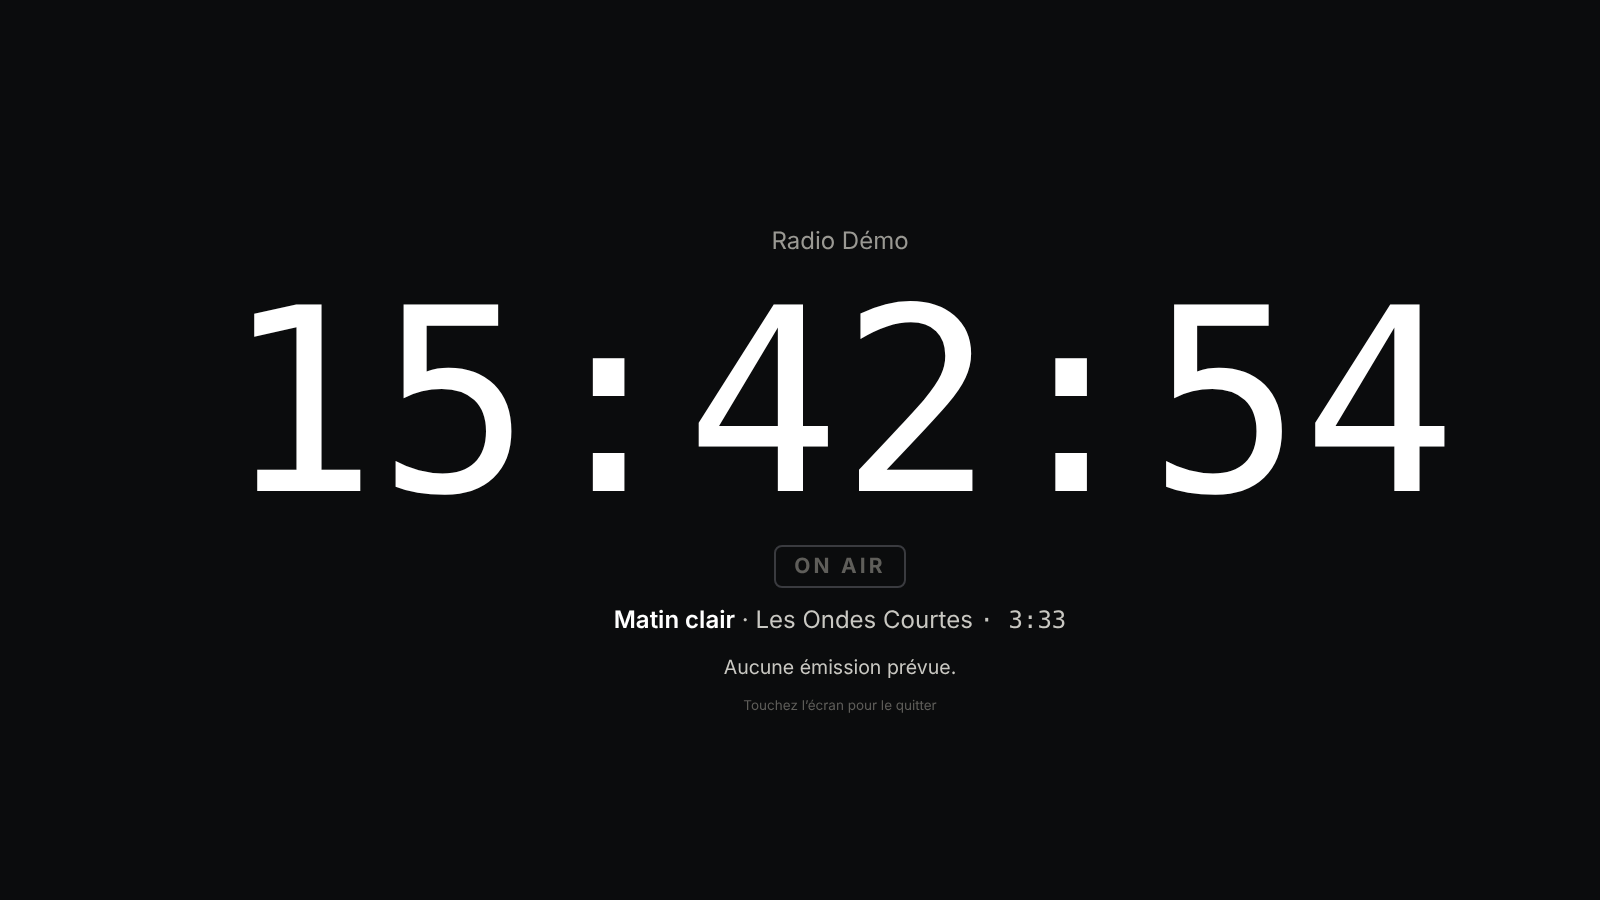 Radio Démo
15:42:54
ON AIR
Matin clair · Les Ondes Courtes · 3:33
Aucune émission prévue.
Touchez l’écran pour le quitter